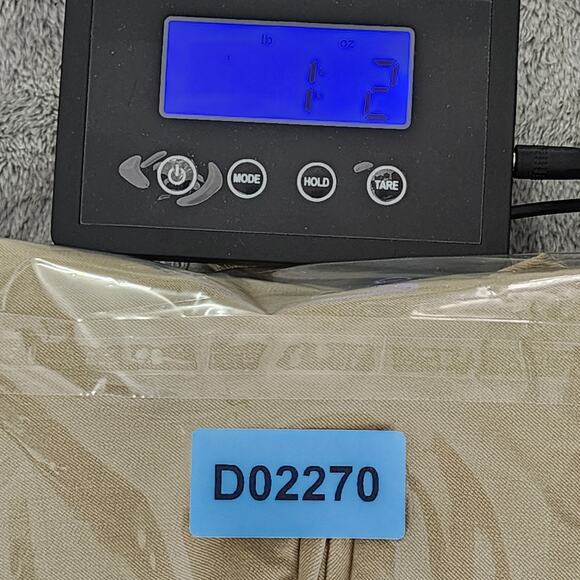 lb oz
1 2
MODE HOLD TARE
D02270